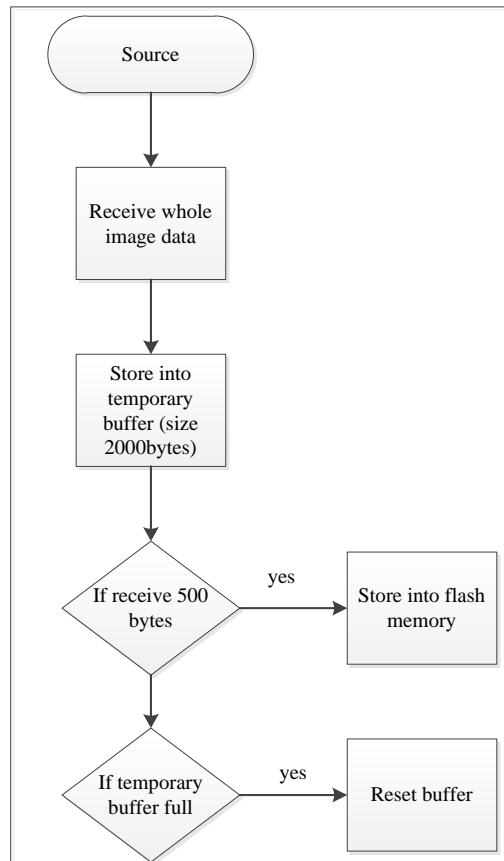 Source
Receive whole
image data
Store into
temporary
buffer (size
2000bytes)
If receive 500
bytes
yes
Store into flash
memory
If temporary
buffer full
yes
Reset buffer